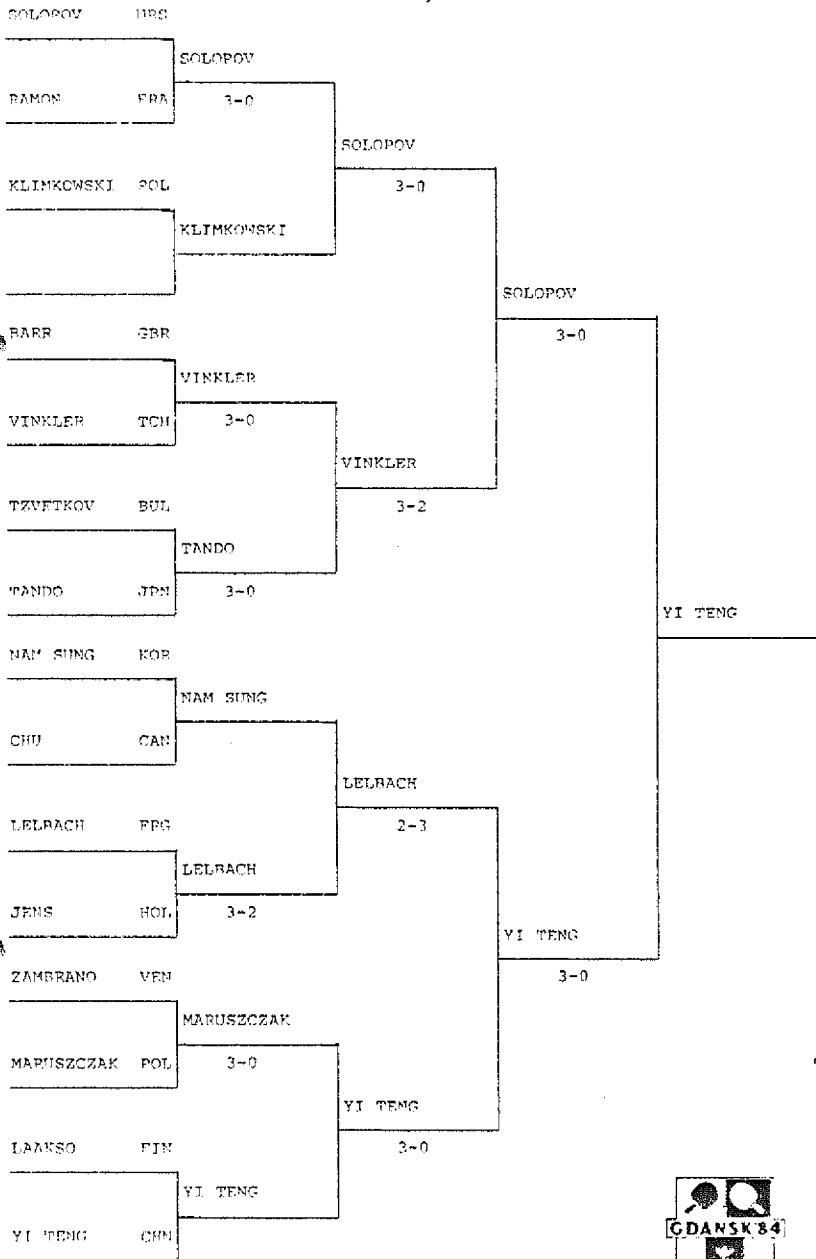 SOLOPOV URS
SOLOPOV
RAMON FRA 3-0
SOLOPOV
KLIMKOWSKI POL 3-0
KLIMKOWSKI
SOLOPOV
BARR GBR 3-0
VINKLER
VINKLER TCH 3-0
VINKLER
TZVETKOV BUL 3-2
TANDO
TANDO JPN 3-0
YI TENG
NAM SUNG KOR
NAM SUNG
CHU CAN
LELBACH
LELBACH FRG 2-3
LELBACH
JENS HOL 3-2
YI TENG
ZAMBRANO VEN 3-0
MARUSZCZAK
MARUSZCZAK POL 3-0
YI TENG
LAAKSO FIN 3-0
YI TENG
YI TENG CHN
GDANSK'84